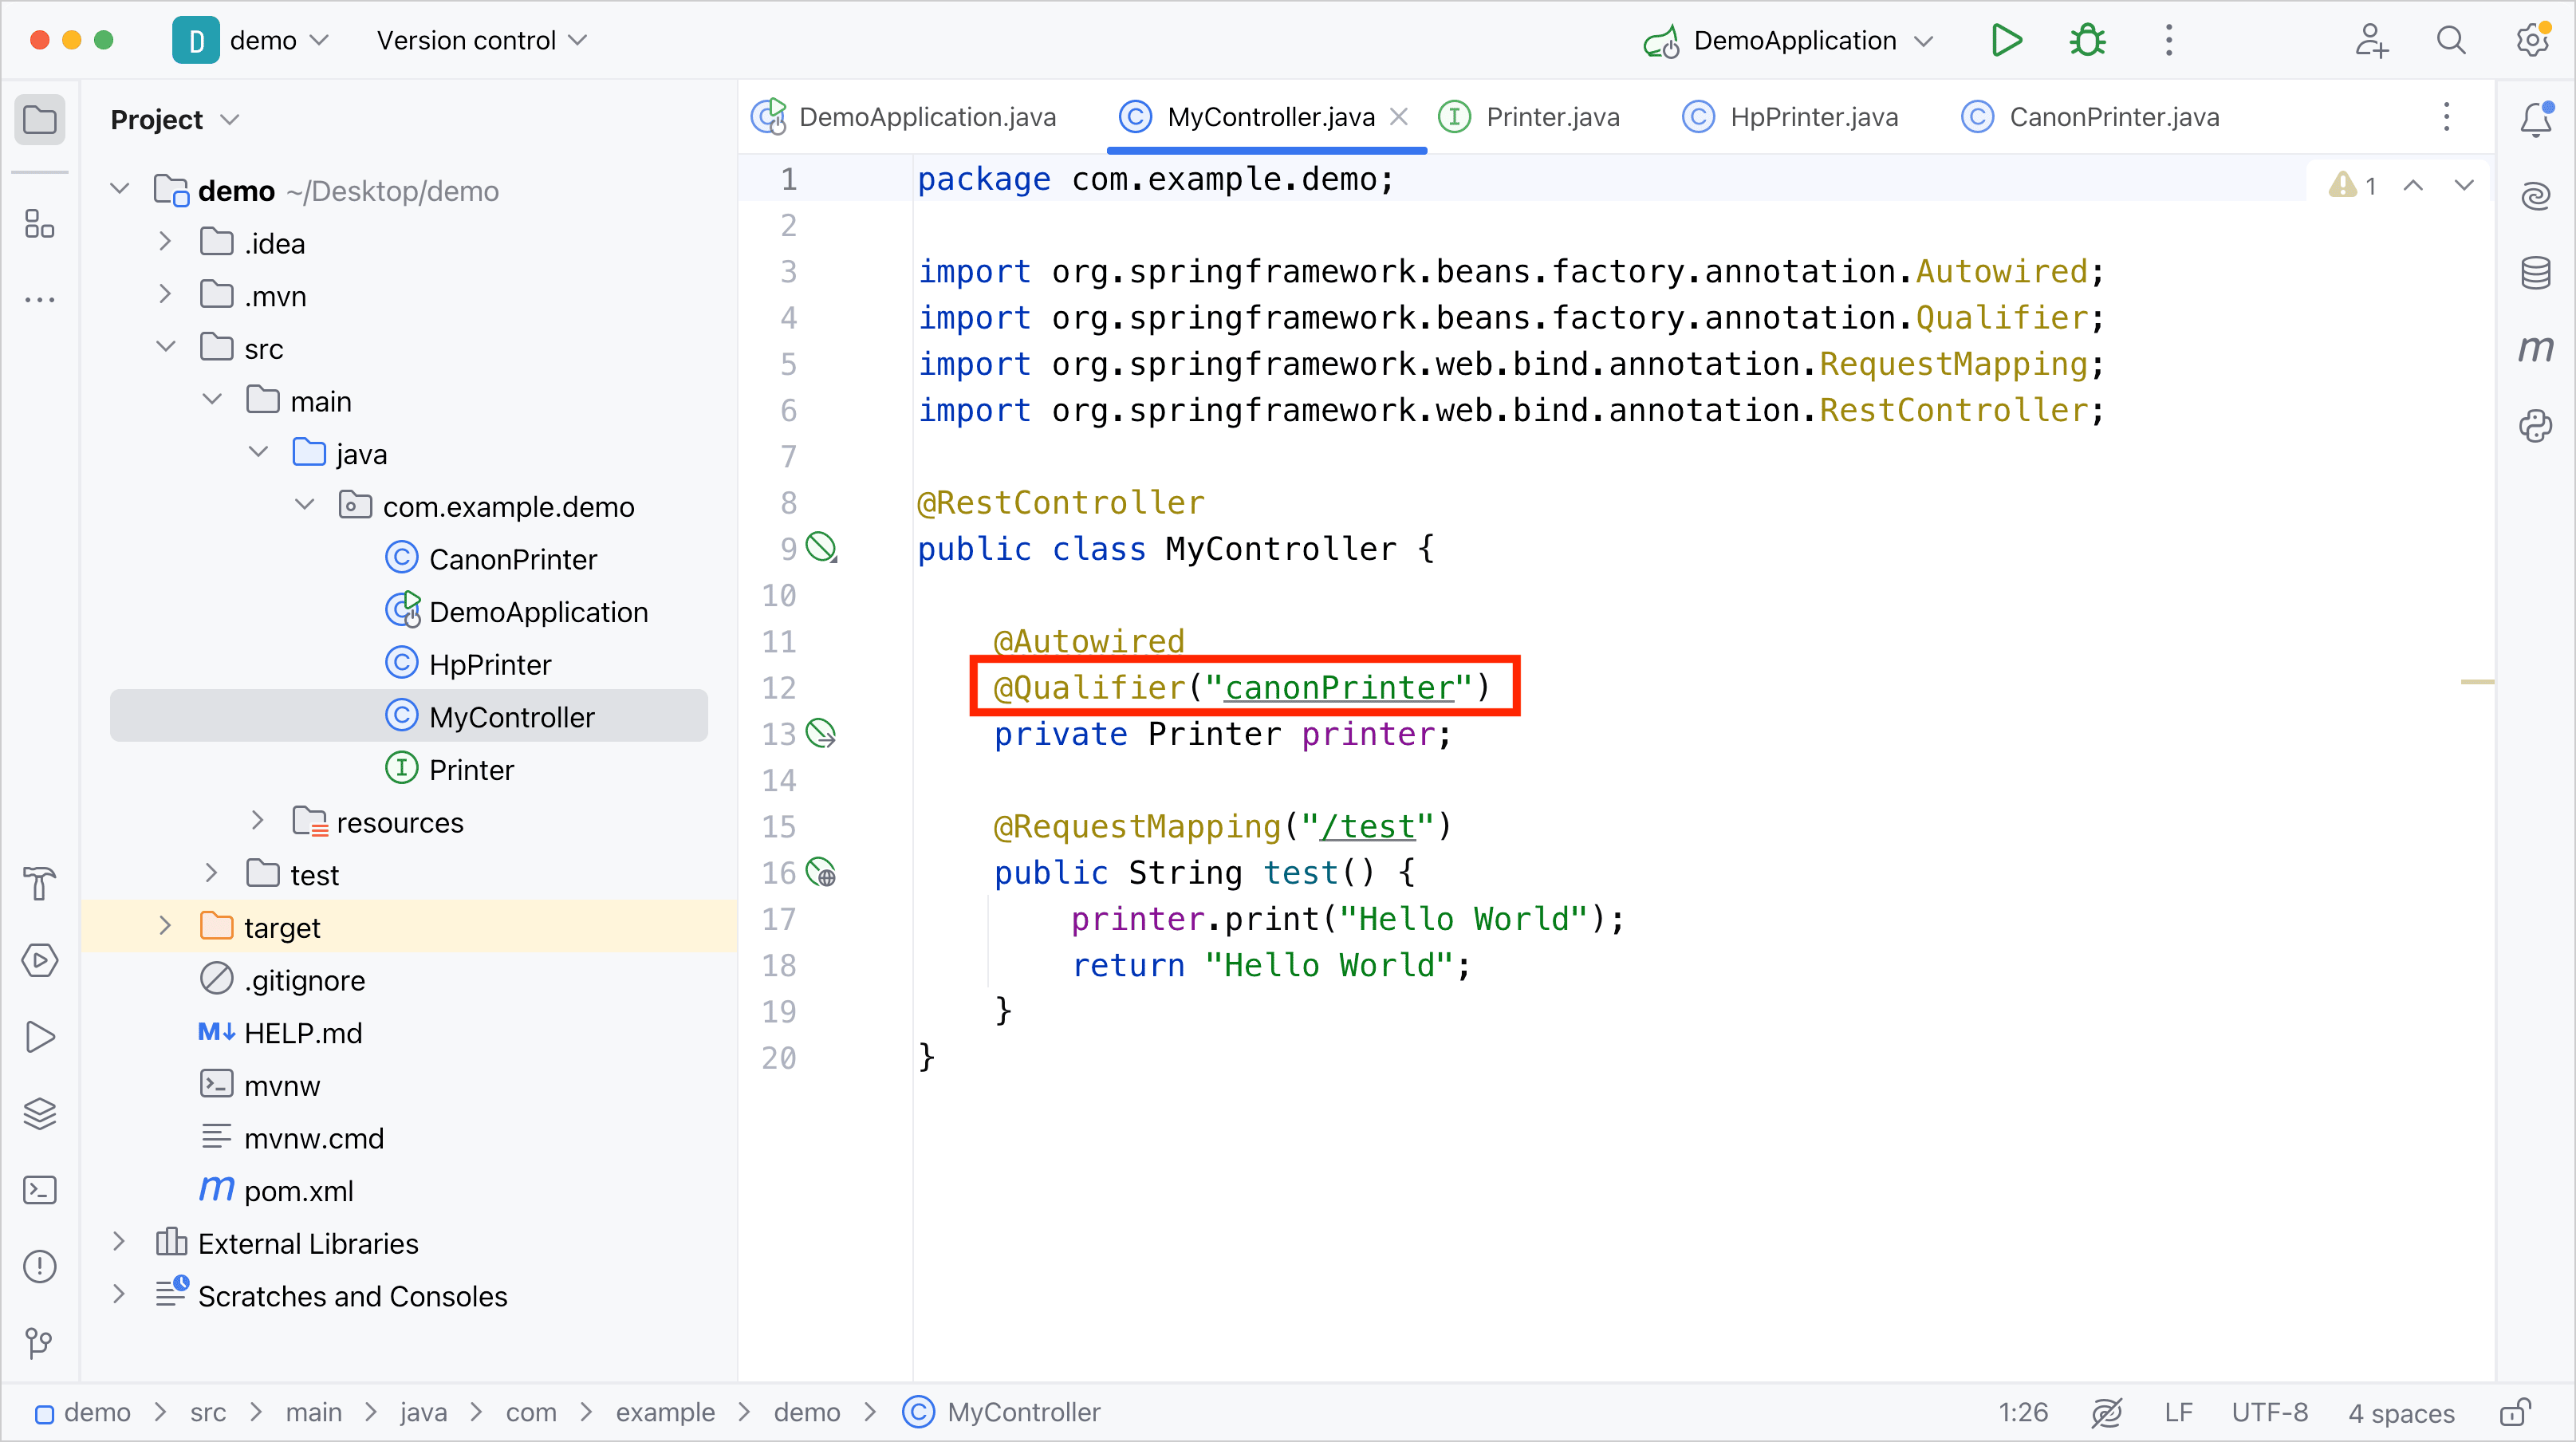 D demo Version control DemoApplication
Project
DemoApplication.java MyController.java Printer.java HpPrinter.java CanonPrinter.java
demo ~/Desktop/demo
.idea
.mvn
src
main
java
com.example.demo
CanonPrinter
DemoApplication
HpPrinter
MyController
Printer
resources
test
target
.gitignore
M↓ HELP.md
mvnw
mvnw.cmd
m pom.xml
External Libraries
Scratches and Consoles
1 package com.example.demo;
2
3 import org.springframework.beans.factory.annotation.Autowired;
4 import org.springframework.beans.factory.annotation.Qualifier;
5 import org.springframework.web.bind.annotation.RequestMapping;
6 import org.springframework.web.bind.annotation.RestController;
7
8 @RestController
9 public class MyController {
10
11     @Autowired
12     @Qualifier("canonPrinter")
13     private Printer printer;
14
15     @RequestMapping("/test")
16     public String test() {
17         printer.print("Hello World");
18         return "Hello World";
19     }
20 }
1
m
demo > src > main > java > com > example > demo > MyController 1:26 LF UTF-8 4 spaces